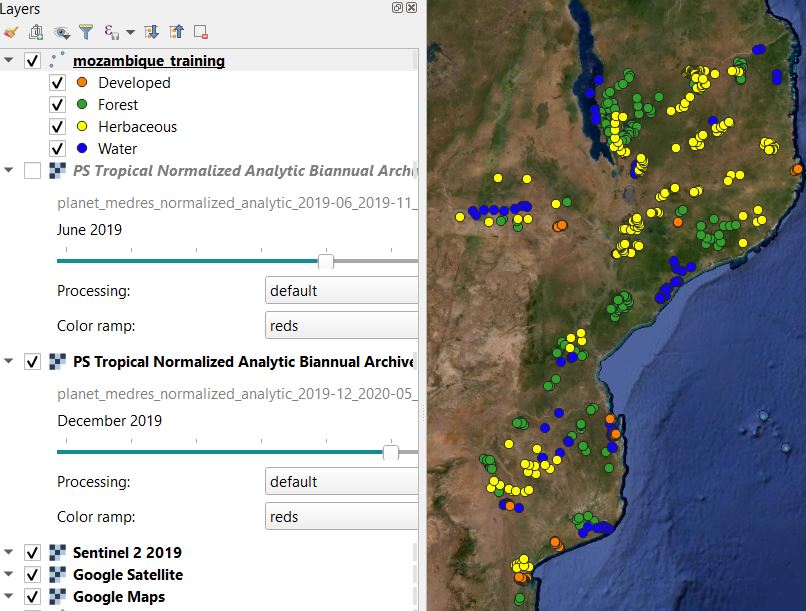 Layers
mozambique_training
Developed
Forest
Herbaceous
Water
PS Tropical Normalized Analytic Biannual Archi
planet_medres_normalized_analytic_2019-06_2019-11_
June 2019
Processing:
default
Color ramp:
reds
PS Tropical Normalized Analytic Biannual Archive
planet_medres_normalized_analytic_2019-12_2020-05_
December 2019
Processing:
default
Color ramp:
reds
Sentinel 2 2019
Google Satellite
Google Maps